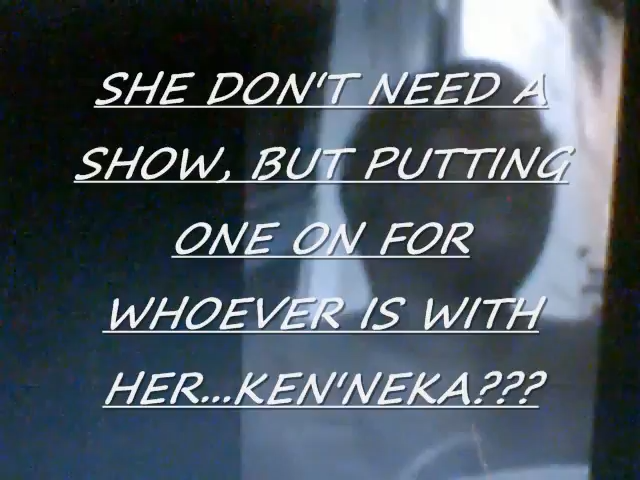 SHE DON'T NEED A
SHOW, BUT PUTTING
ONE ON FOR
WHOEVER IS WITH
HER...KEN'NEKA???